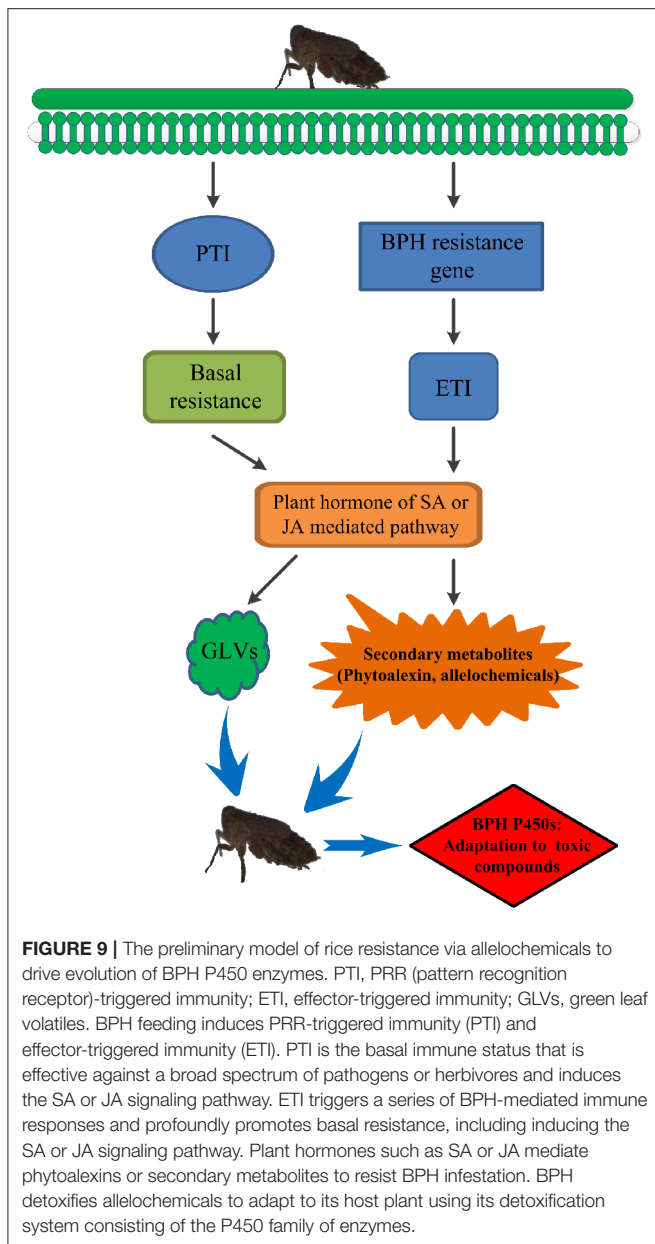 PTI
BPH resistance
gene
Basal
resistance
ETI
Plant hormone of SA or
JA mediated pathway
GLVs
Secondary metabolites
(Phytoalexin, allelochemicals)
BPH P450s:
Adaptation to toxic
compounds
FIGURE 9 | The preliminary model of rice resistance via allelochemicals to
drive evolution of BPH P450 enzymes. PTI, PRR (pattern recognition
receptor)-triggered immunity; ETI, effector-triggered immunity; GLVs, green leaf
volatiles. BPH feeding induces PRR-triggered immunity (PTI) and
effector-triggered immunity (ETI). PTI is the basal immune status that is
effective against a broad spectrum of pathogens or herbivores and induces
the SA or JA signaling pathway. ETI triggers a series of BPH-mediated immune
responses and profoundly promotes basal resistance, including inducing the
SA or JA signaling pathway. Plant hormones such as SA or JA mediate
phytoalexins or secondary metabolites to resist BPH infestation. BPH
detoxifies allelochemicals to adapt to its host plant using its detoxification
system consisting of the P450 family of enzymes.